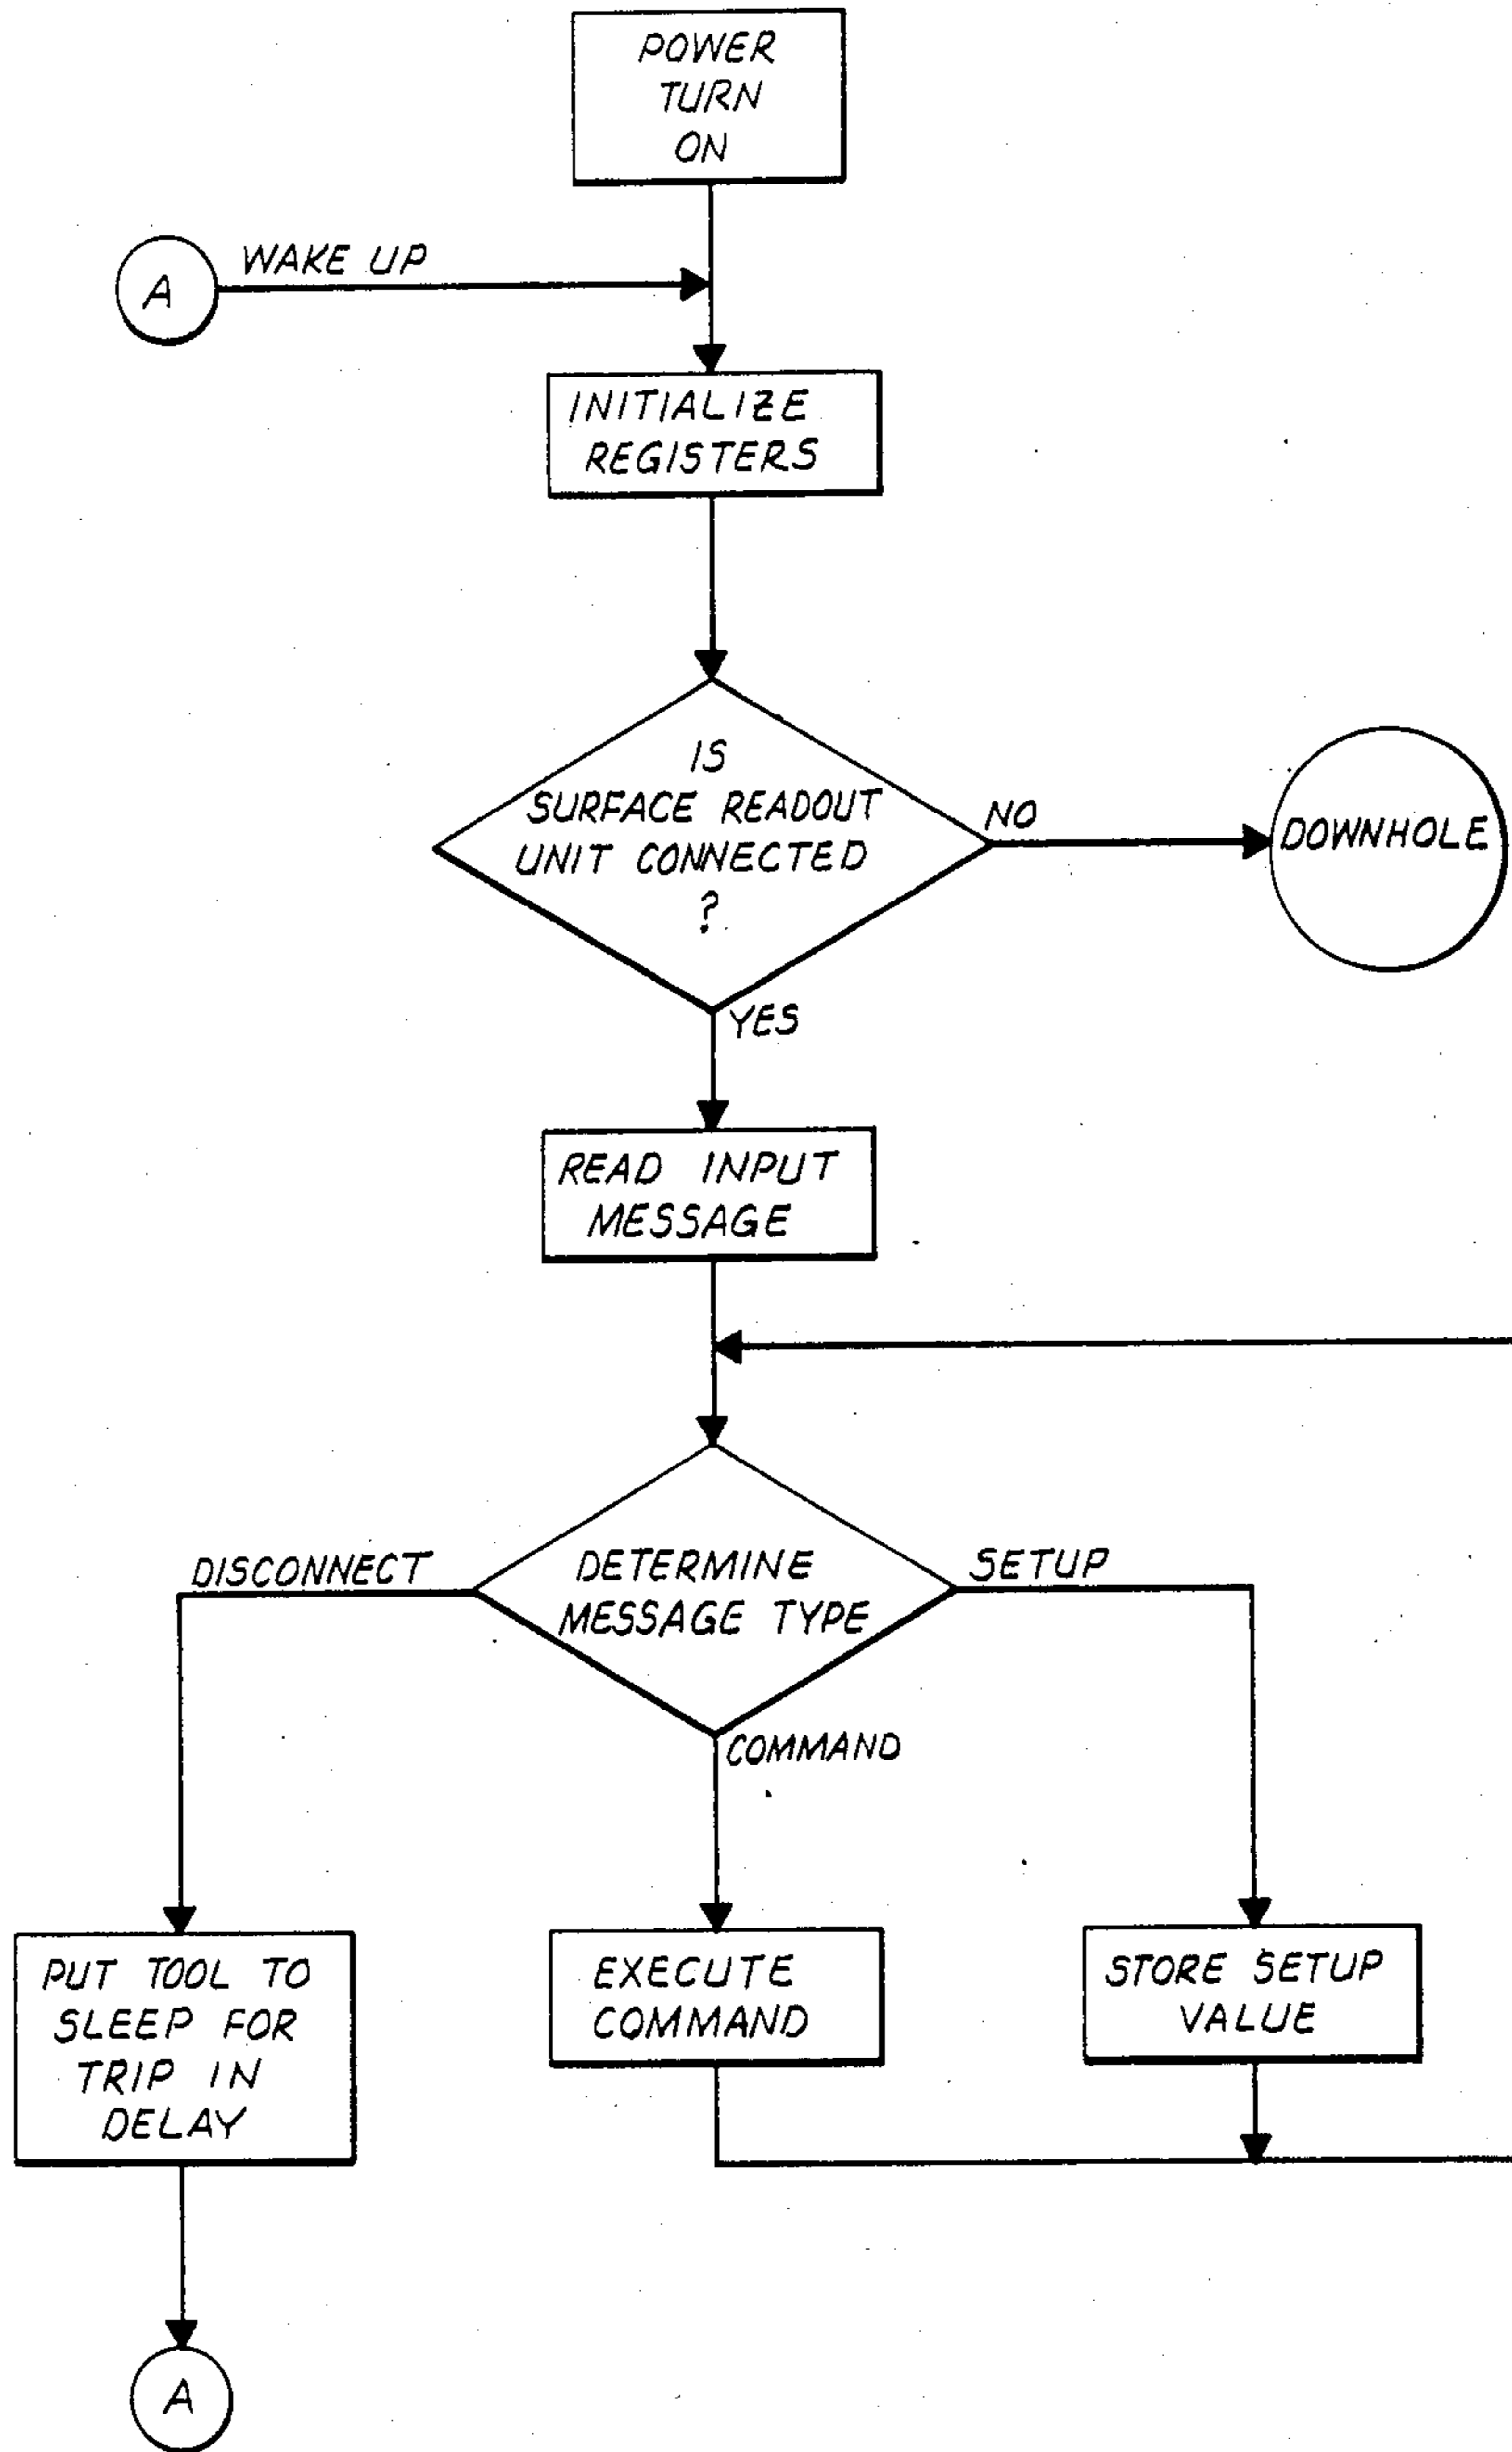 POWER
TURN
ON
A
WAKE UP
INITIALIZE
REGISTERS
IS
SURFACE READOUT
UNIT CONNECTED
?
NO
DOWNHOLE
YES
READ INPUT
MESSAGE
DISCONNECT
DETERMINE
MESSAGE TYPE
SETUP
COMMAND
PUT TOOL TO
SLEEP FOR
TRIP IN
DELAY
EXECUTE
COMMAND
STORE SETUP
VALUE
A